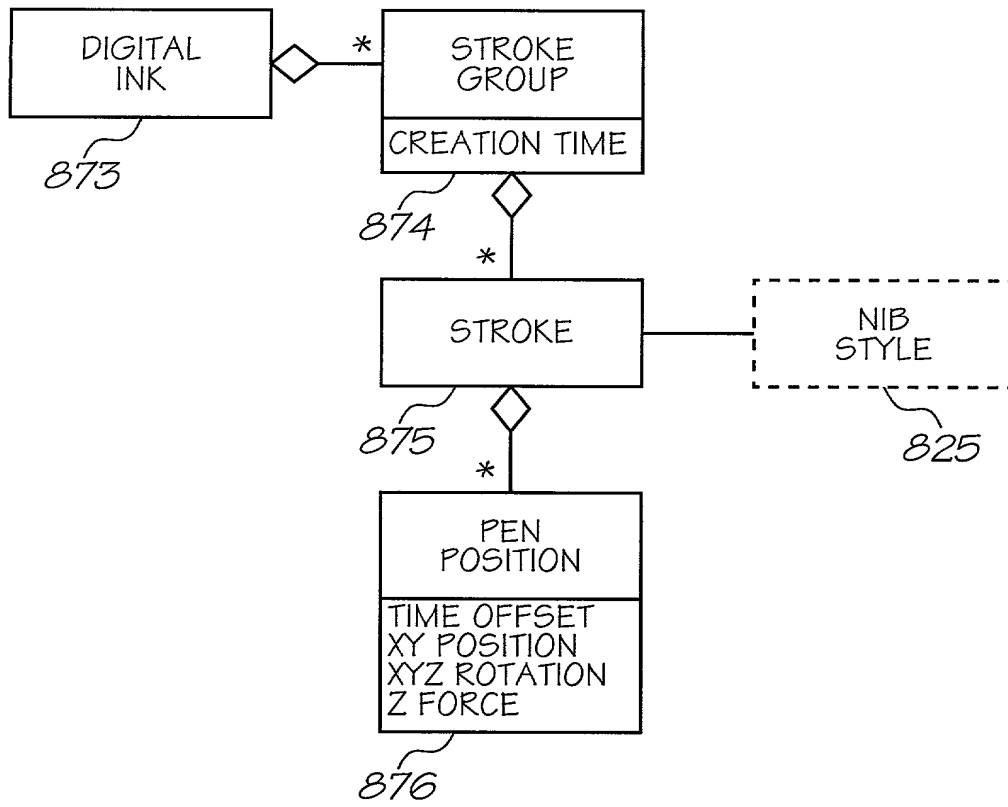 DIGITAL
INK
*
STROKE
GROUP
CREATION TIME
873
874
*
STROKE
NIB
STYLE
875
825
*
PEN
POSITION
TIME OFFSET
XY POSITION
XYZ ROTATION
Z FORCE
876